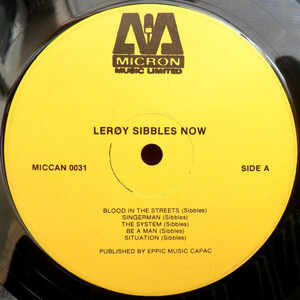 MICRON
MUSIC LIMITED
LERØY SIBBLES NOW
MICCAN 0031
SIDE A
BLOOD IN THE STREETS (Sibbles)
SINGERMAN (Sibbles)
THE SYSTEM (Sibbles)
BE A MAN (Sibbles)
SITUATION (Sibbles)
PUBLISHED BY EPPIC MUSIC CAPAC